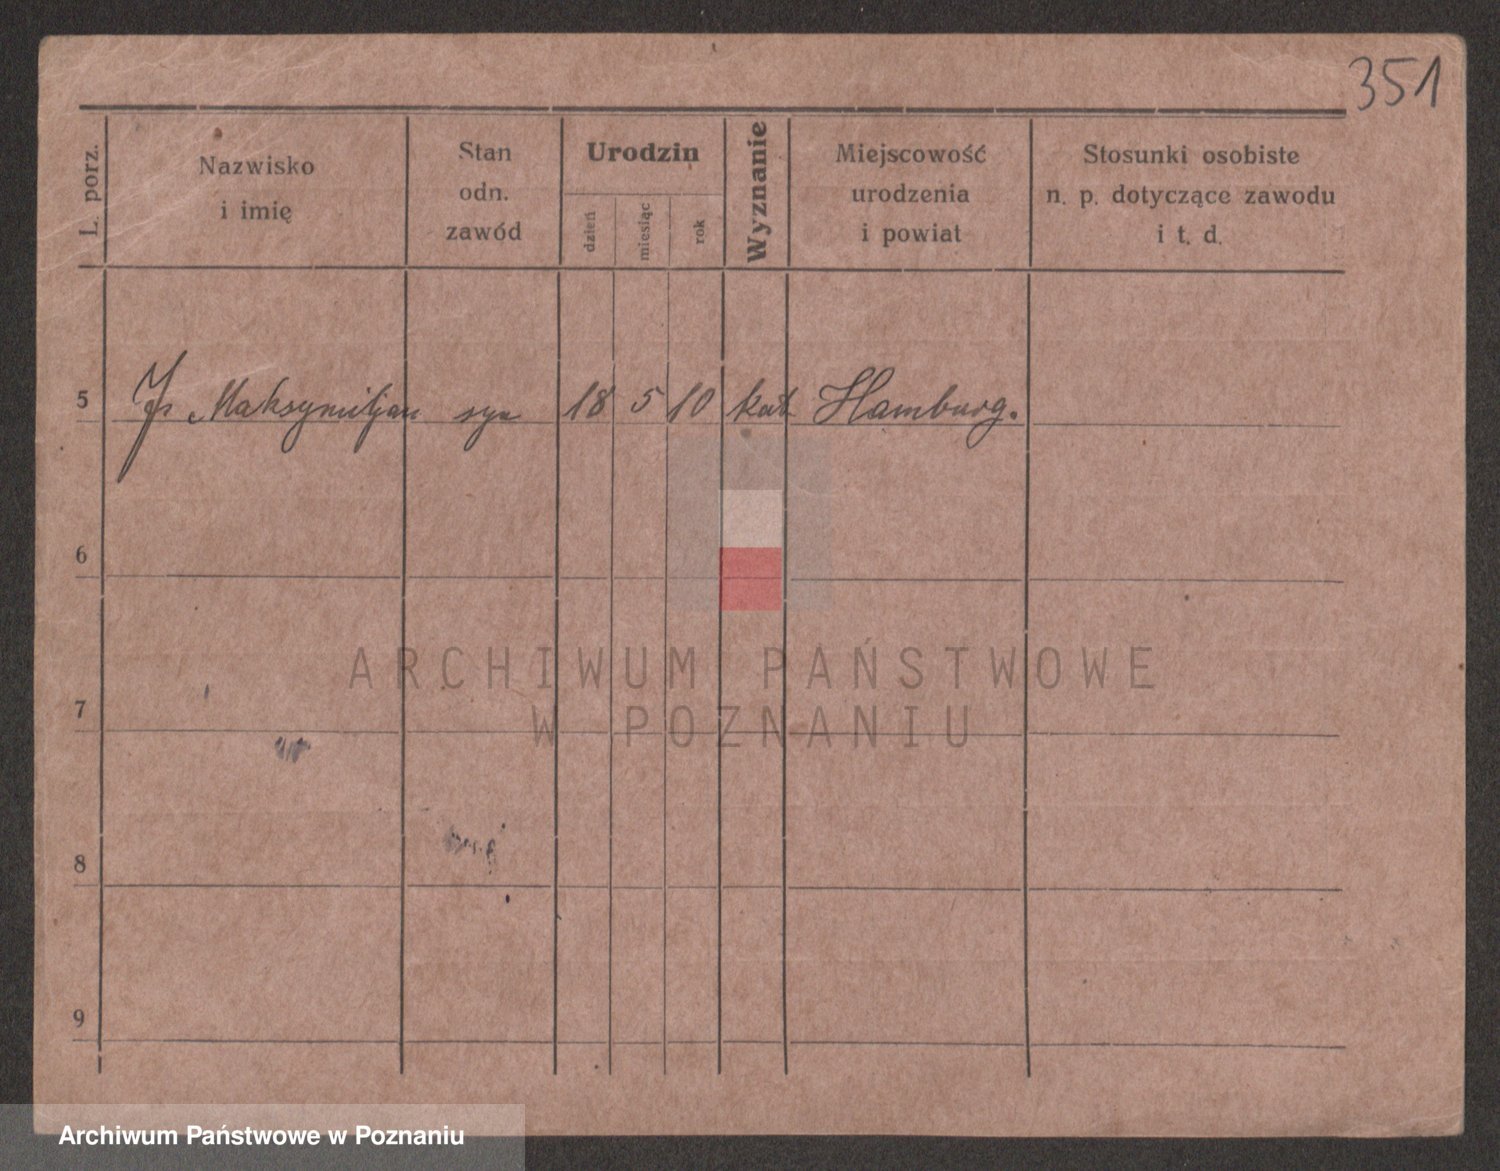 351
L. porz.
Nazwisko
i imię
Stan
odn.
zawód
Urodzin
dzień
miesiąc
rok
Wyznanie
Miejscowość
urodzenia
i powiat
Stosunki osobiste
n. p. dotyczące zawodu
i t. d.
5 Maksymiljan syn 18 5 10 kat Hamburg.
6
ARCHIWUM PAŃSTWOWE
W POZNANIU
7
8
9
Archiwum Państwowe w Poznaniu